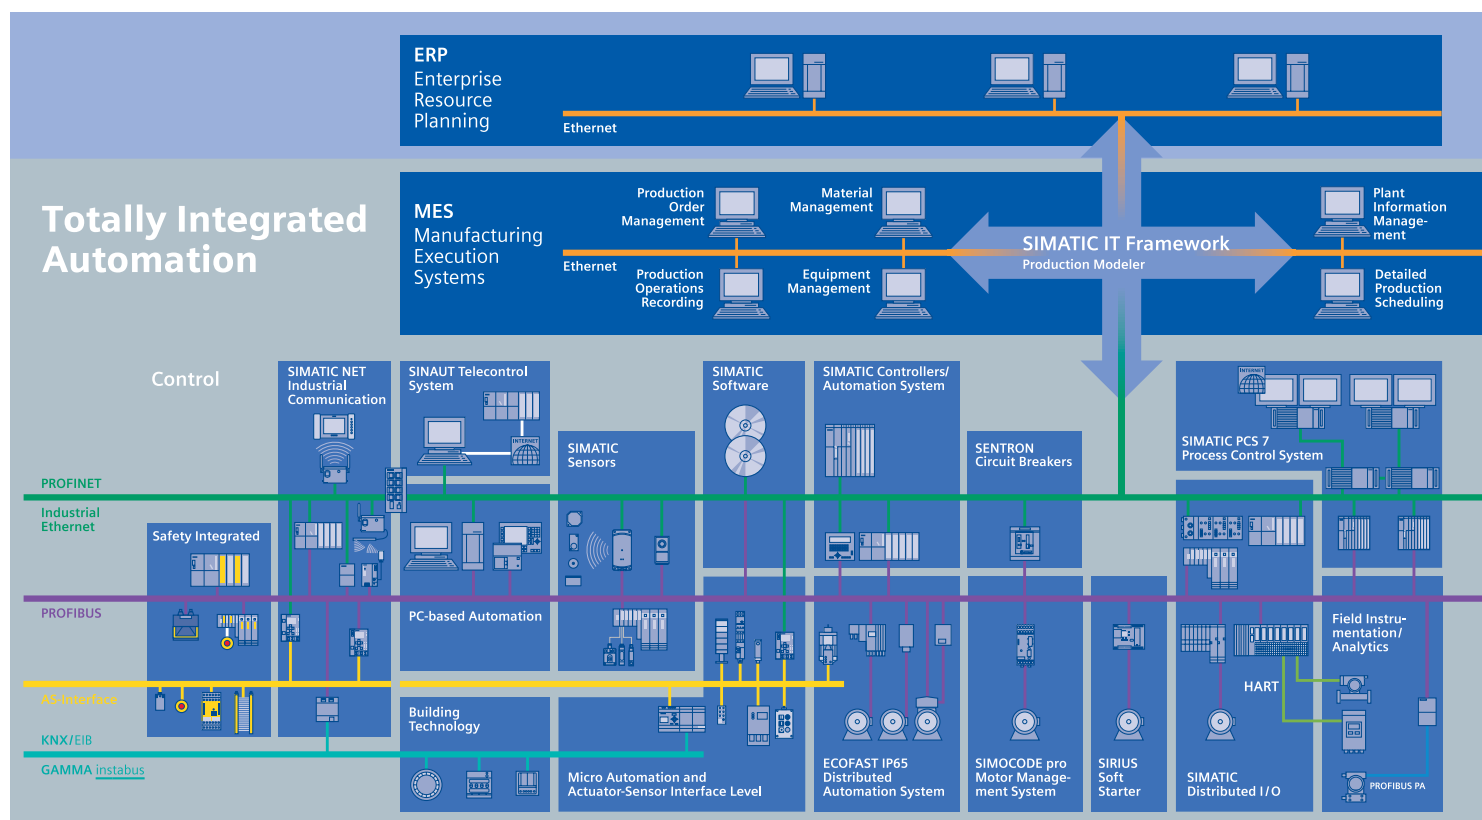 ERP
Enterprise
Resource
Planning
Ethernet
Totally Integrated
Automation
MES
Manufacturing
Execution
Systems
Production
Order
Management
Material
Management
Plant
Information
Manage-
ment
Ethernet
SIMATIC IT Framework
Production Modeler
Production
Operations
Recording
Equipment
Management
Detailed
Production
Scheduling
Control
SIMATIC NET
Industrial
Communication
SINAUT Telecontrol
System
INTERNET
SIMATIC
Sensors
SIMATIC
Software
SIMATIC Controllers/
Automation System
SENTRON
Circuit Breakers
INTERNET
SIMATIC PCS 7
Process Control System
PROFINET
Industrial
Ethernet
Safety Integrated
PROFIBUS
PC-based Automation
Field Instru-
mentation/
Analytics
HART
AS-Interface
Building
Technology
KNX/EIB
GAMMA instabus
Micro Automation and
Actuator-Sensor Interface Level
ECOFAST IP65
Distributed
Automation System
SIMOCODE pro
Motor Manage-
ment System
SIRIUS
Soft
Starter
SIMATIC
Distributed I/O
PROFIBUS PA